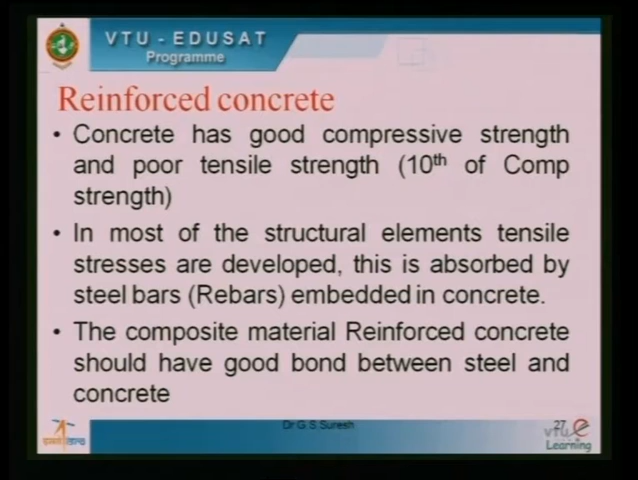 VTU - EDUSAT
Programme
Reinforced concrete
• Concrete has good compressive strength
and poor tensile strength (10th of Comp
strength)
• In most of the structural elements tensile
stresses are developed, this is absorbed by
steel bars (Rebars) embedded in concrete.
• The composite material Reinforced concrete
should have good bond between steel and
concrete
Dr G S Suresh
27
vtu e
Learning